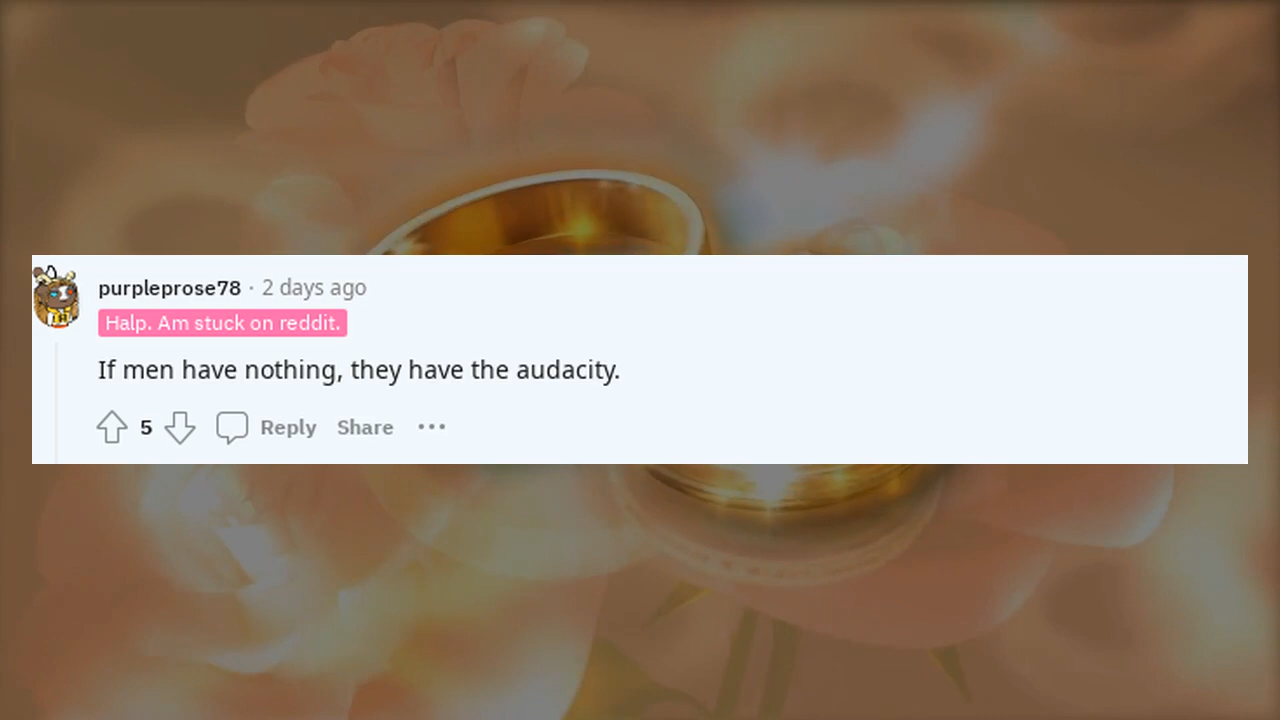 purpleprose78 · 2 days ago
Halp. Am stuck on reddit.
If men have nothing, they have the audacity.
5 Reply Share ···